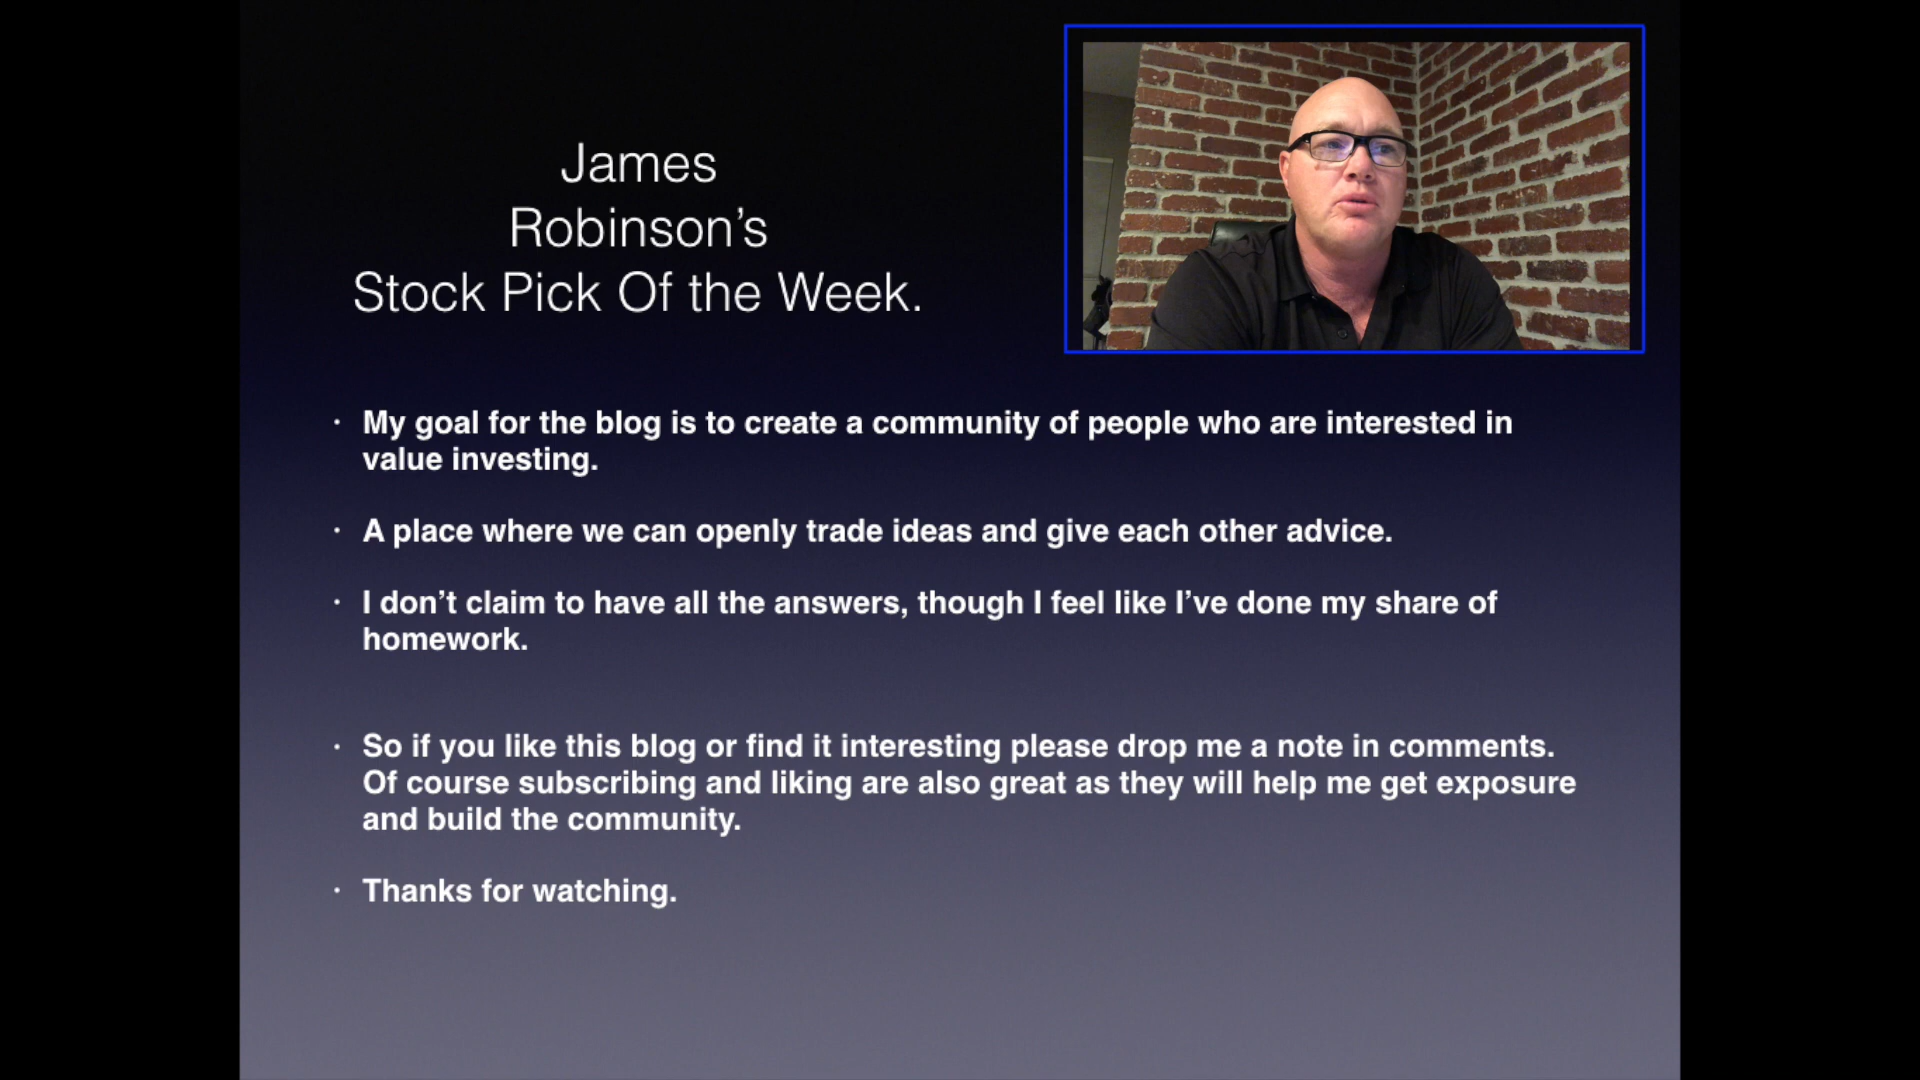 James
Robinson’s
Stock Pick Of the Week.
· My goal for the blog is to create a community of people who are interested in
value investing.
· A place where we can openly trade ideas and give each other advice.
· I don’t claim to have all the answers, though I feel like I’ve done my share of
homework.
· So if you like this blog or find it interesting please drop me a note in comments.
Of course subscribing and liking are also great as they will help me get exposure
and build the community.
· Thanks for watching.